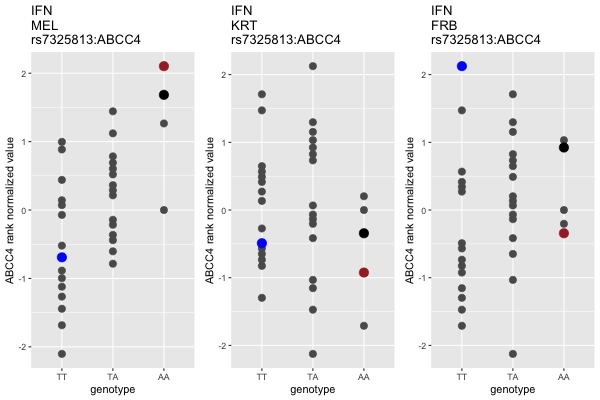 IFN
MEL
rs7325813:ABCC4
ABCC4 rank normalized value
2
1
0
-1
-2
TT TA AA
genotype
IFN
KRT
rs7325813:ABCC4
ABCC4 rank normalized value
2
1
0
-1
-2
TT TA AA
genotype
IFN
FRB
rs7325813:ABCC4
ABCC4 rank normalized value
2
1
0
-1
-2
TT TA AA
genotype